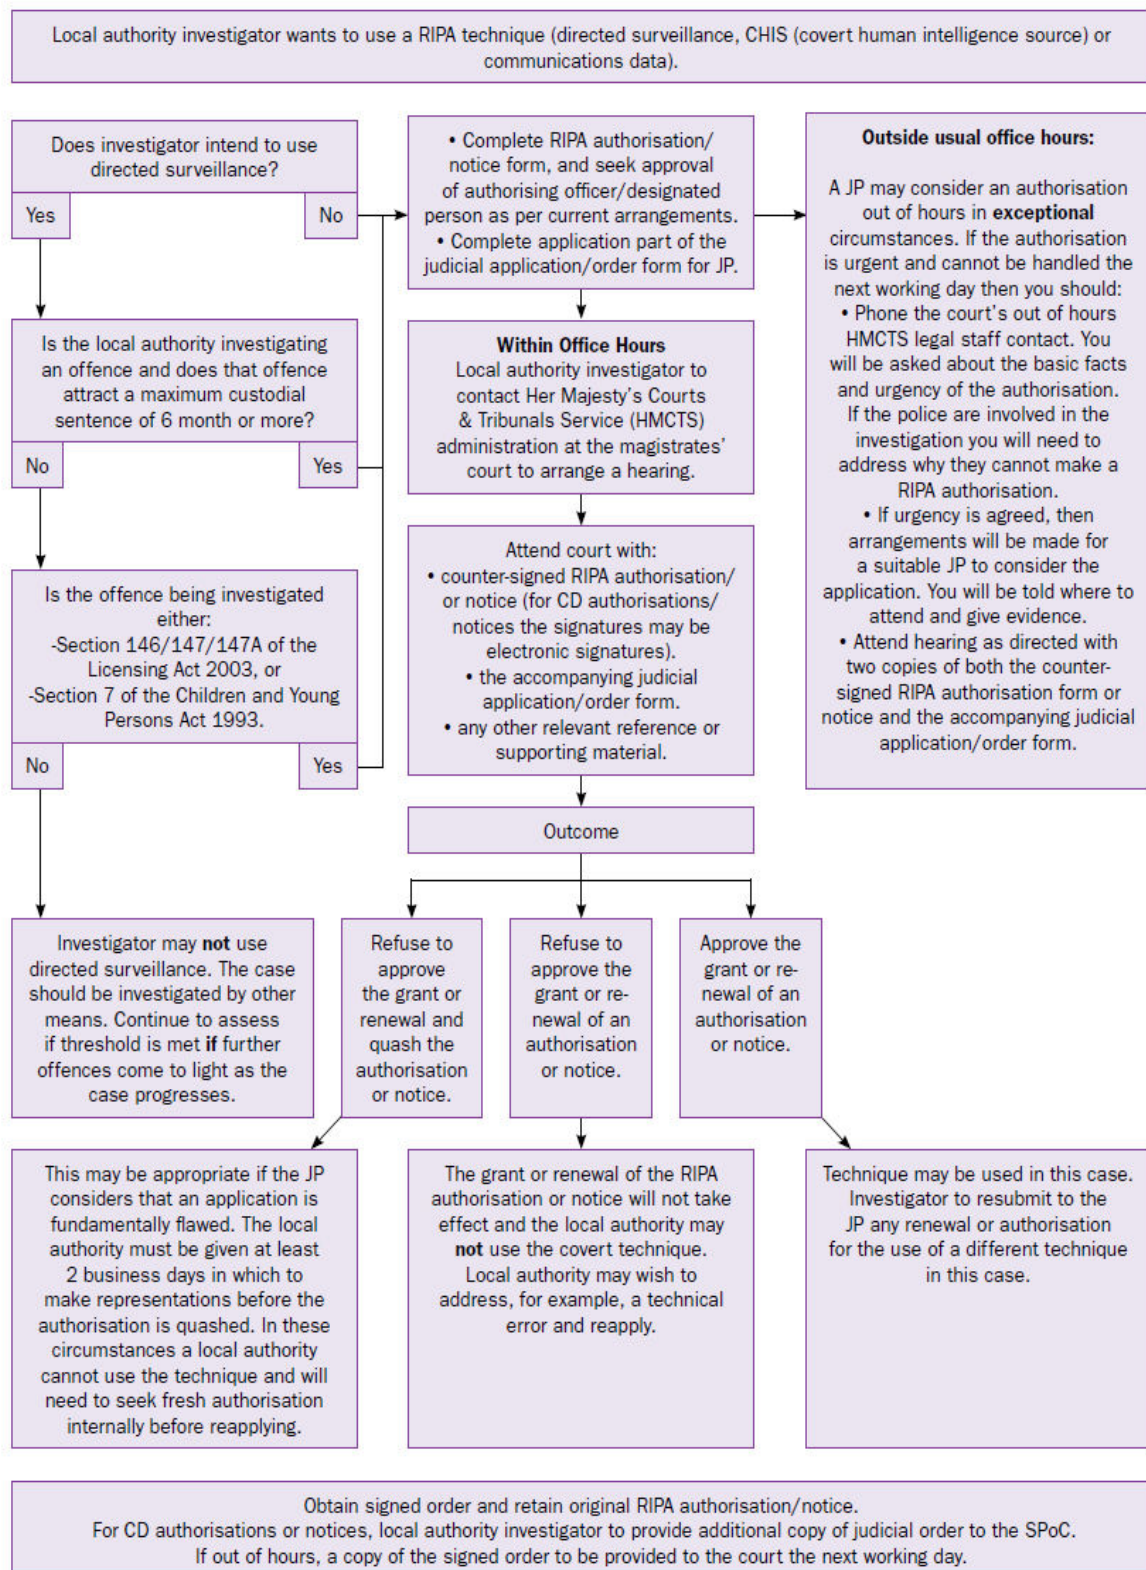 Local authority investigator wants to use a RIPA technique (directed surveillance, CHIS (covert human intelligence source) or
communications data).
Does investigator intend to use
directed surveillance?
Yes
No
Is the local authority investigating
an offence and does that offence
attract a maximum custodial
sentence of 6 month or more?
No
Yes
Is the offence being investigated
either:
-Section 146/147/147A of the
Licensing Act 2003, or
-Section 7 of the Children and Young
Persons Act 1993.
No
Yes
• Complete RIPA authorisation/
notice form, and seek approval
of authorising officer/designated
person as per current arrangements.
• Complete application part of the
judicial application/order form for JP.
Within Office Hours
Local authority investigator to
contact Her Majesty's Courts
& Tribunals Service (HMCTS)
administration at the magistrates'
court to arrange a hearing.
Attend court with:
• counter-signed RIPA authorisation/
or notice (for CD authorisations/
notices the signatures may be
electronic signatures).
• the accompanying judicial
application/order form.
• any other relevant reference or
supporting material.
Outside usual office hours:
A JP may consider an authorisation
out of hours in exceptional
circumstances. If the authorisation
is urgent and cannot be handled the
next working day then you should:
• Phone the court's out of hours
HMCTS legal staff contact. You
will be asked about the basic facts
and urgency of the authorisation.
If the police are involved in the
investigation you will need to
address why they cannot make a
RIPA authorisation.
• If urgency is agreed, then
arrangements will be made for
a suitable JP to consider the
application. You will be told where to
attend and give evidence.
• Attend hearing as directed with
two copies of both the counter-
signed RIPA authorisation form or
notice and the accompanying judicial
application/order form.
Outcome
Investigator may not use
directed surveillance. The case
should be investigated by other
means. Continue to assess
if threshold is met if further
offences come to light as the
case progresses.
Refuse to
approve
the grant or
renewal and
quash the
authorisation
or notice.
Refuse to
approve the
grant or re-
newal of an
authorisation
or notice.
Approve the
grant or re-
newal of an
authorisation
or notice.
This may be appropriate if the JP
considers that an application is
fundamentally flawed. The local
authority must be given at least
2 business days in which to
make representations before the
authorisation is quashed. In these
circumstances a local authority
cannot use the technique and will
need to seek fresh authorisation
internally before reapplying.
The grant or renewal of the RIPA
authorisation or notice will not take
effect and the local authority may
not use the covert technique.
Local authority may wish to
address, for example, a technical
error and reapply.
Technique may be used in this case.
Investigator to resubmit to the
JP any renewal or authorisation
for the use of a different technique
in this case.
Obtain signed order and retain original RIPA authorisation/notice.
For CD authorisations or notices, local authority investigator to provide additional copy of judicial order to the SPoC.
If out of hours, a copy of the signed order to be provided to the court the next working day.